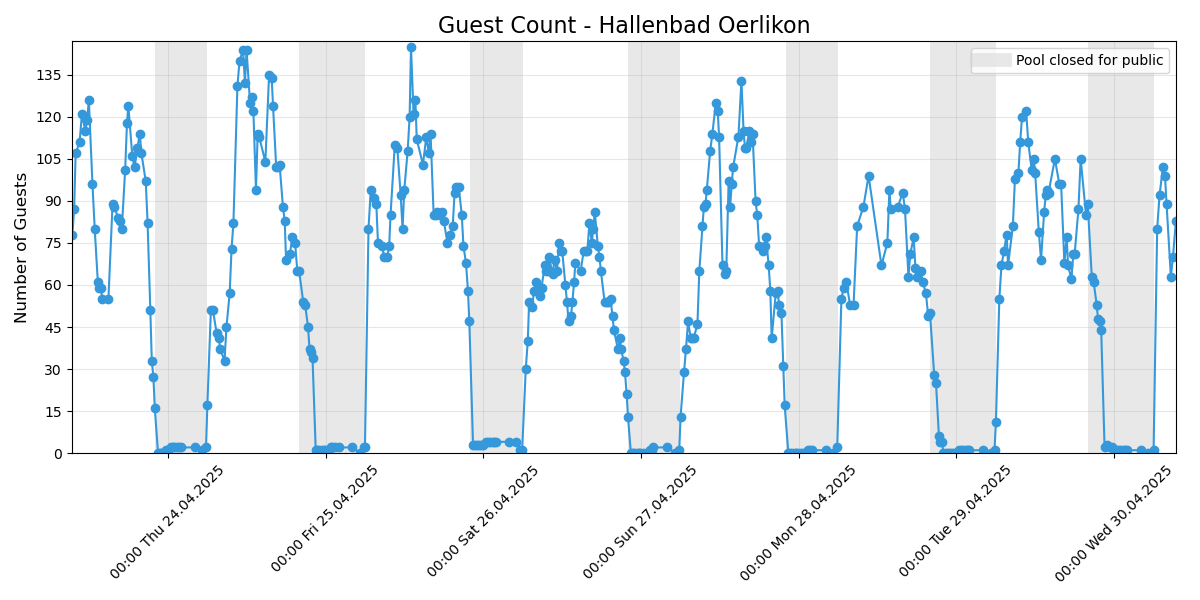 Guest Count - Hallenbad Oerlikon
Pool closed for public
Number of Guests
135
120
105
90
75
60
45
30
15
0
00:00 Thu 24.04.2025
00:00 Fri 25.04.2025
00:00 Sat 26.04.2025
00:00 Sun 27.04.2025
00:00 Mon 28.04.2025
00:00 Tue 29.04.2025
00:00 Wed 30.04.2025